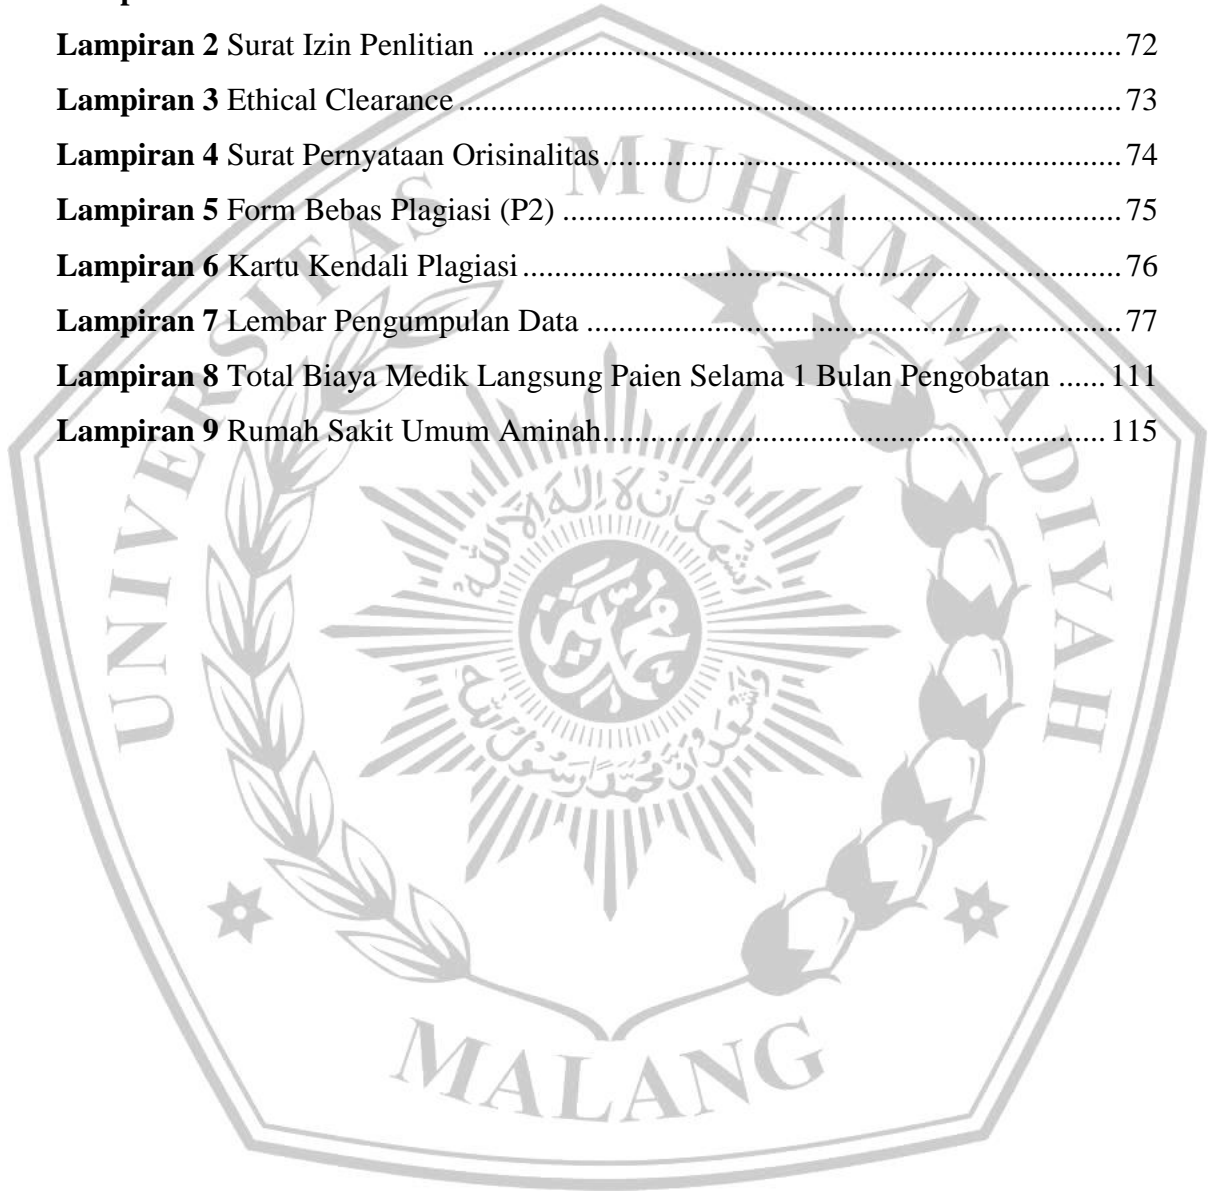 Lampiran 2 Surat Izin Penlitian ................................................................................ 72
Lampiran 3 Ethical Clearance ................................................................................... 73
Lampiran 4 Surat Pernyataan Orisinalitas ................................................................. 74
Lampiran 5 Form Bebas Plagiasi (P2) ...................................................................... 75
Lampiran 6 Kartu Kendali Plagiasi ........................................................................... 76
Lampiran 7 Lembar Pengumpulan Data ................................................................... 77
Lampiran 8 Total Biaya Medik Langsung Paien Selama 1 Bulan Pengobatan ...... 111
Lampiran 9 Rumah Sakit Umum Aminah ............................................................... 115
UNIVERSITAS MUHAMMADIYAH
MALANG